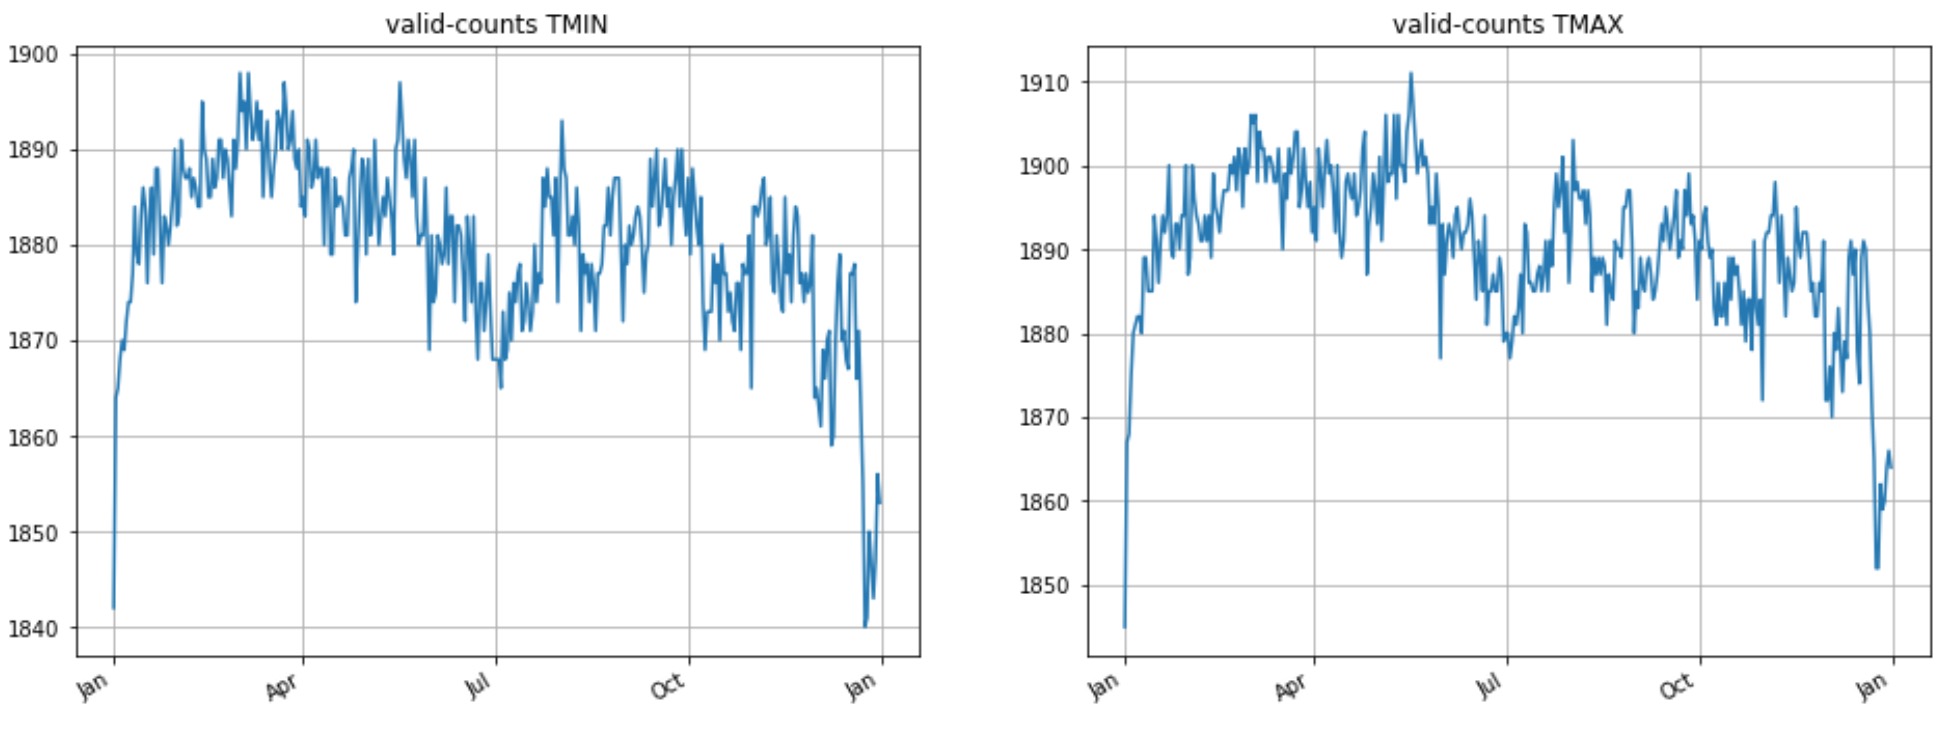 valid-counts TMIN
1900
1890
1880
1870
1860
1850
1840
Jan
Apr
Jul
Oct
Jan
valid-counts TMAX
1910
1900
1890
1880
1870
1860
1850
Jan
Apr
Jul
Oct
Jan